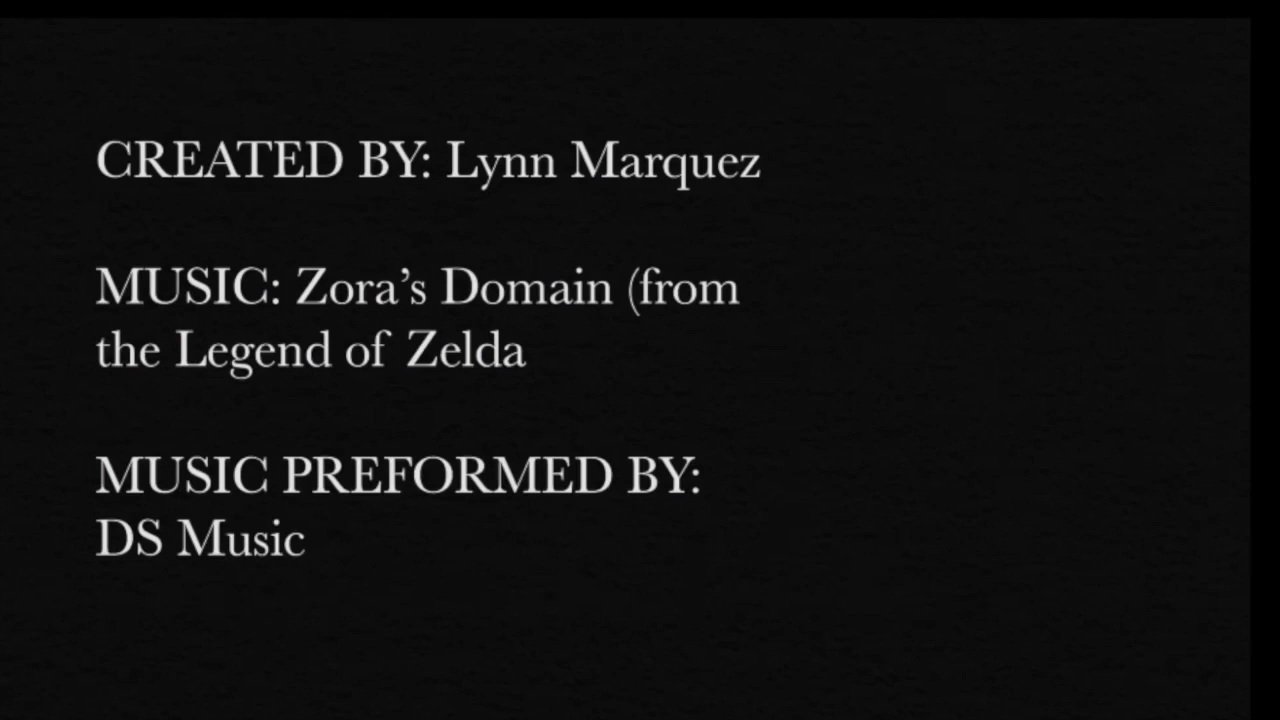 CREATED BY: Lynn Marquez
MUSIC: Zora’s Domain (from
the Legend of Zelda
MUSIC PREFORMED BY:
DS Music